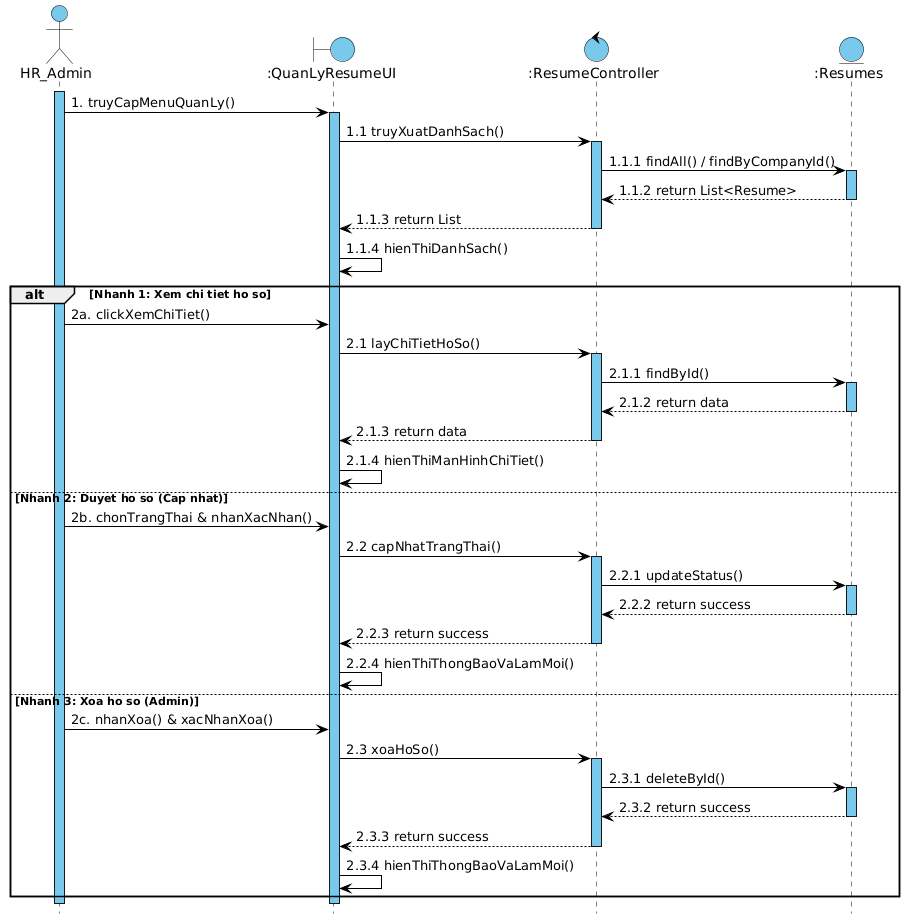 HR_Admin
:QuanLyResumeUI
:ResumeController
:Resumes
1. truyCapMenuQuanLy()
1.1 truyXuatDanhSach()
1.1.1 findAll() / findByCompanyId()
1.1.2 return List<Resume>
1.1.3 return List
1.1.4 hienThiDanhSach()
alt [Nhanh 1: Xem chi tiet ho so]
2a. clickXemChiTiet()
2.1 layChiTietHoSo()
2.1.1 findById()
2.1.2 return data
2.1.3 return data
2.1.4 hienThiManHinhChiTiet()
[Nhanh 2: Duyet ho so (Cap nhat)]
2b. chonTrangThai & nhanXacNhan()
2.2 capNhatTrangThai()
2.2.1 updateStatus()
2.2.2 return success
2.2.3 return success
2.2.4 hienThiThongBaoVaLamMoi()
[Nhanh 3: Xoa ho so (Admin)]
2c. nhanXoa() & xacNhanXoa()
2.3 xoaHoSo()
2.3.1 deleteById()
2.3.2 return success
2.3.3 return success
2.3.4 hienThiThongBaoVaLamMoi()